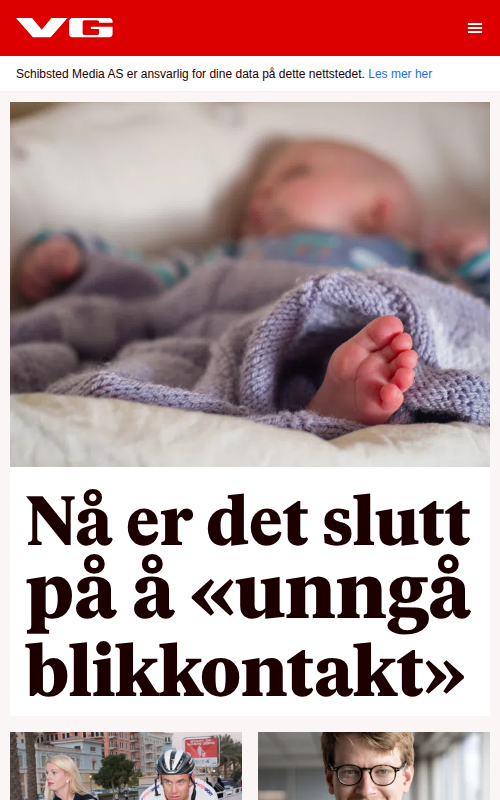 VG
Schibsted Media AS er ansvarlig for dine data på dette nettstedet. Les mer her
Nå er det slutt
på å «unngå
blikkontakt»